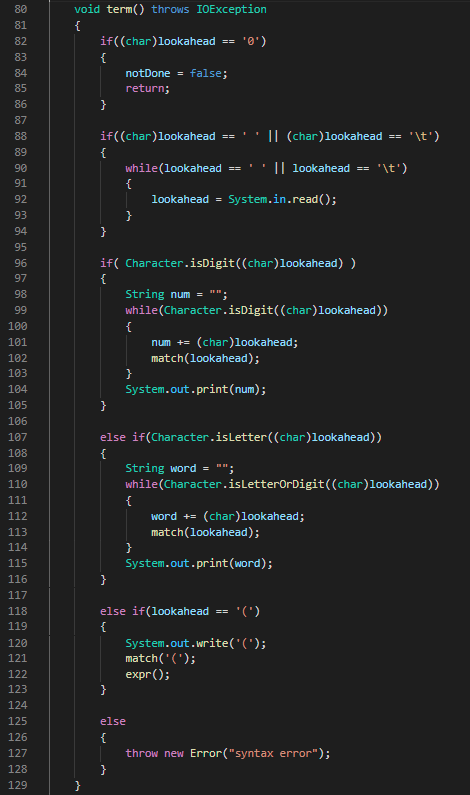 80 void term() throws IOException
81 {
82 if((char)lookahead == '0')
83 {
84 notDone = false;
85 return;
86 }
87
88 if((char)lookahead == ' ' || (char)lookahead == '\t')
89 {
90 while(lookahead == ' ' || lookahead == '\t')
91 {
92 lookahead = System.in.read();
93 }
94 }
95
96 if( Character.isDigit((char)lookahead) )
97 {
98 String num = "";
99 while(Character.isDigit((char)lookahead))
100 {
101 num += (char)lookahead;
102 match(lookahead);
103 }
104 System.out.print(num);
105 }
106
107 else if(Character.isLetter((char)lookahead))
108 {
109 String word = "";
110 while(Character.isLetterOrDigit((char)lookahead))
111 {
112 word += (char)lookahead;
113 match(lookahead);
114 }
115 System.out.print(word);
116 }
117
118 else if(lookahead == '(')
119 {
120 System.out.write('(');
121 match('(');
122 expr();
123 }
124
125 else
126 {
127 throw new Error("syntax error");
128 }
129 }